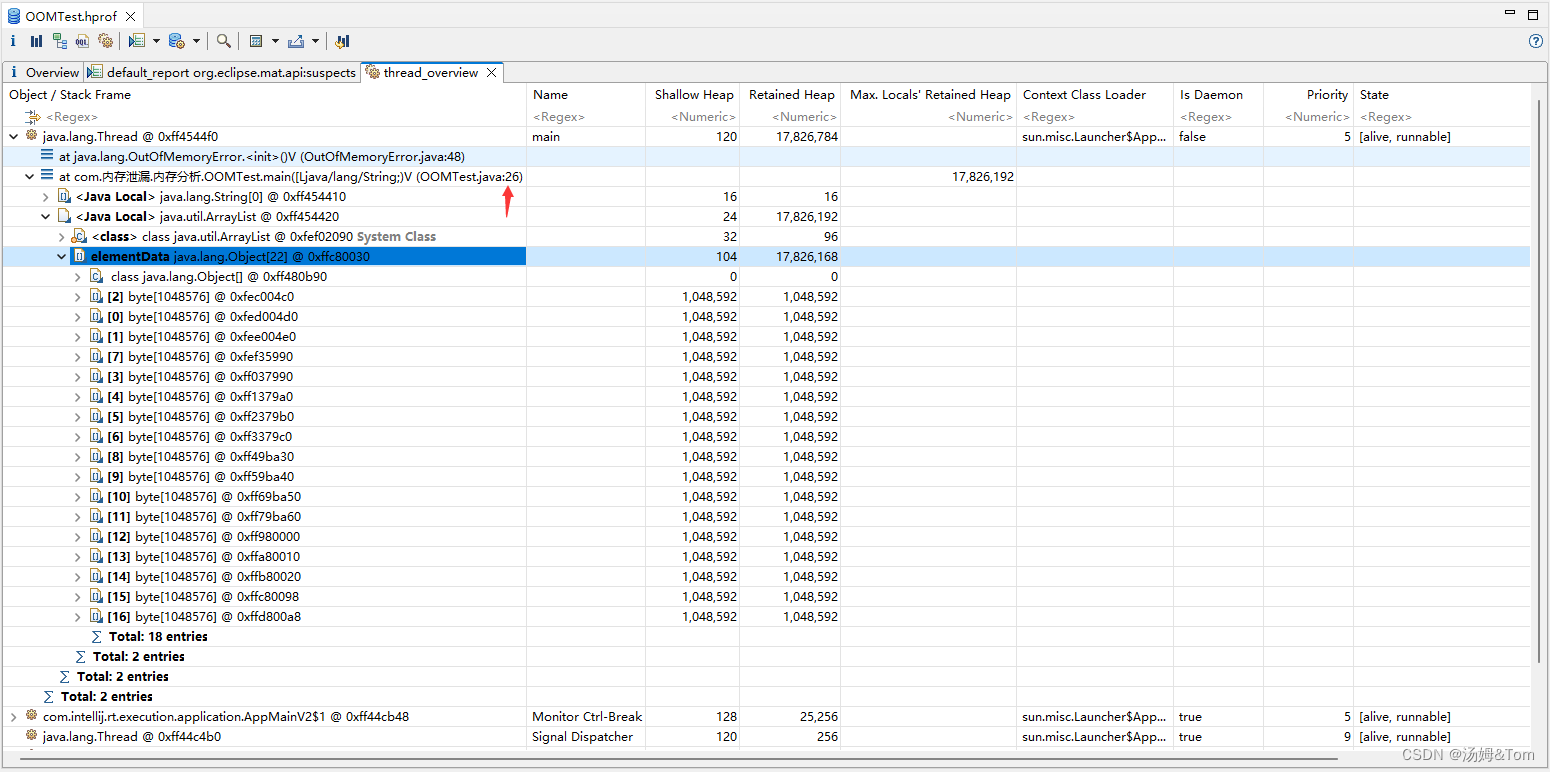 OOMTest.hprof
i OQL
i Overview default_report org.eclipse.mat.api:suspects thread_overview
Object / Stack Frame Name Shallow Heap Retained Heap Max. Locals' Retained Heap Context Class Loader Is Daemon Priority State
<Regex> <Regex> <Numeric> <Numeric> <Numeric> <Regex> <Regex> <Numeric> <Regex>
java.lang.Thread @ 0xff4544f0 main 120 17,826,784 sun.misc.Launcher$App... false 5 [alive, runnable]
at java.lang.OutOfMemoryError.<init>()V (OutOfMemoryError.java:48)
at com.内存泄漏.内存分析.OOMTest.main([Ljava/lang/String;)V (OOMTest.java:26) 17,826,192
<Java Local> java.lang.String[0] @ 0xff454410 16 16
<Java Local> java.util.ArrayList @ 0xff454420 24 17,826,192
<class> class java.util.ArrayList @ 0xfef02090 System Class 32 96
elementData java.lang.Object[22] @ 0xffc80030 104 17,826,168
class java.lang.Object[] @ 0xff480b90 0 0
[2] byte[1048576] @ 0xfec004c0 1,048,592 1,048,592
[0] byte[1048576] @ 0xfed004d0 1,048,592 1,048,592
[1] byte[1048576] @ 0xfee004e0 1,048,592 1,048,592
[7] byte[1048576] @ 0xfef35990 1,048,592 1,048,592
[3] byte[1048576] @ 0xff037990 1,048,592 1,048,592
[4] byte[1048576] @ 0xff1379a0 1,048,592 1,048,592
[5] byte[1048576] @ 0xff2379b0 1,048,592 1,048,592
[6] byte[1048576] @ 0xff3379c0 1,048,592 1,048,592
[8] byte[1048576] @ 0xff49ba30 1,048,592 1,048,592
[9] byte[1048576] @ 0xff59ba40 1,048,592 1,048,592
[10] byte[1048576] @ 0xff69ba50 1,048,592 1,048,592
[11] byte[1048576] @ 0xff79ba60 1,048,592 1,048,592
[12] byte[1048576] @ 0xff980000 1,048,592 1,048,592
[13] byte[1048576] @ 0xffa80010 1,048,592 1,048,592
[14] byte[1048576] @ 0xffb80020 1,048,592 1,048,592
[15] byte[1048576] @ 0xffc80098 1,048,592 1,048,592
[16] byte[1048576] @ 0xffd800a8 1,048,592 1,048,592
∑ Total: 18 entries
∑ Total: 2 entries
∑ Total: 2 entries
∑ Total: 2 entries
com.intellij.rt.execution.application.AppMainV2$1 @ 0xff44cb48 Monitor Ctrl-Break 128 25,256 sun.misc.Launcher$App... true 5 [alive, runnable]
java.lang.Thread @ 0xff44c4b0 Signal Dispatcher 120 256 sun.misc.Launcher$App... true 9 [alive, runnable]
CSDN @汤姆&Tom